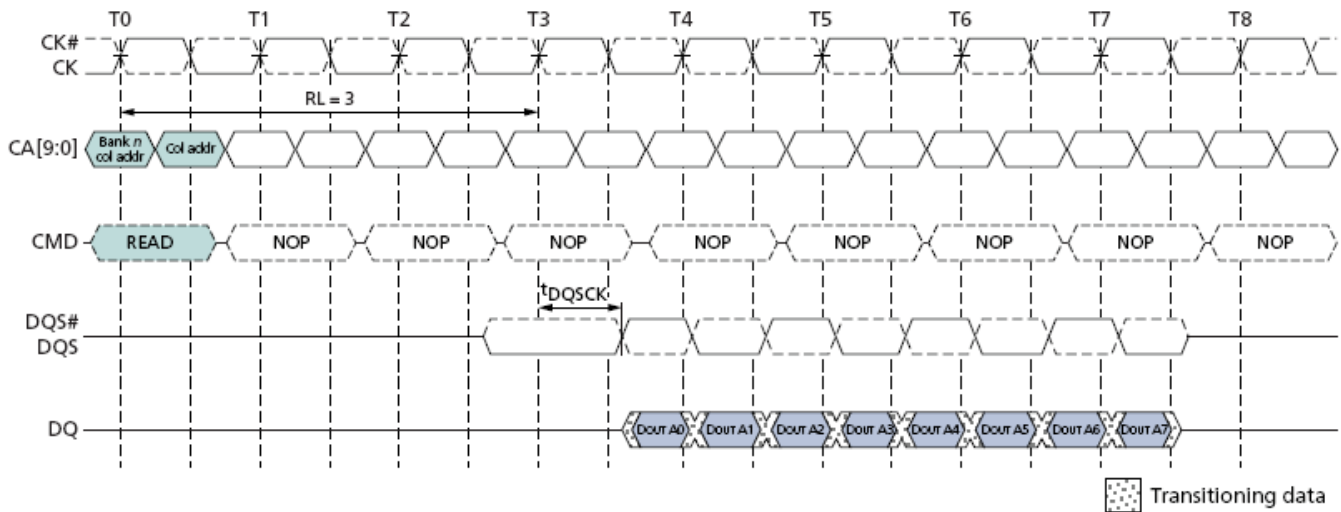 T0 T1 T2 T3 T4 T5 T6 T7 T8
CK#
CK
RL = 3
CA[9:0] Bank n col addr Col addr
CMD READ NOP NOP NOP NOP NOP NOP NOP NOP
tDQSCK
DQS#
DQS
DQ DOUT A0 DOUT A1 DOUT A2 DOUT A3 DOUT A4 DOUT A5 DOUT A6 DOUT A7
Transitioning data